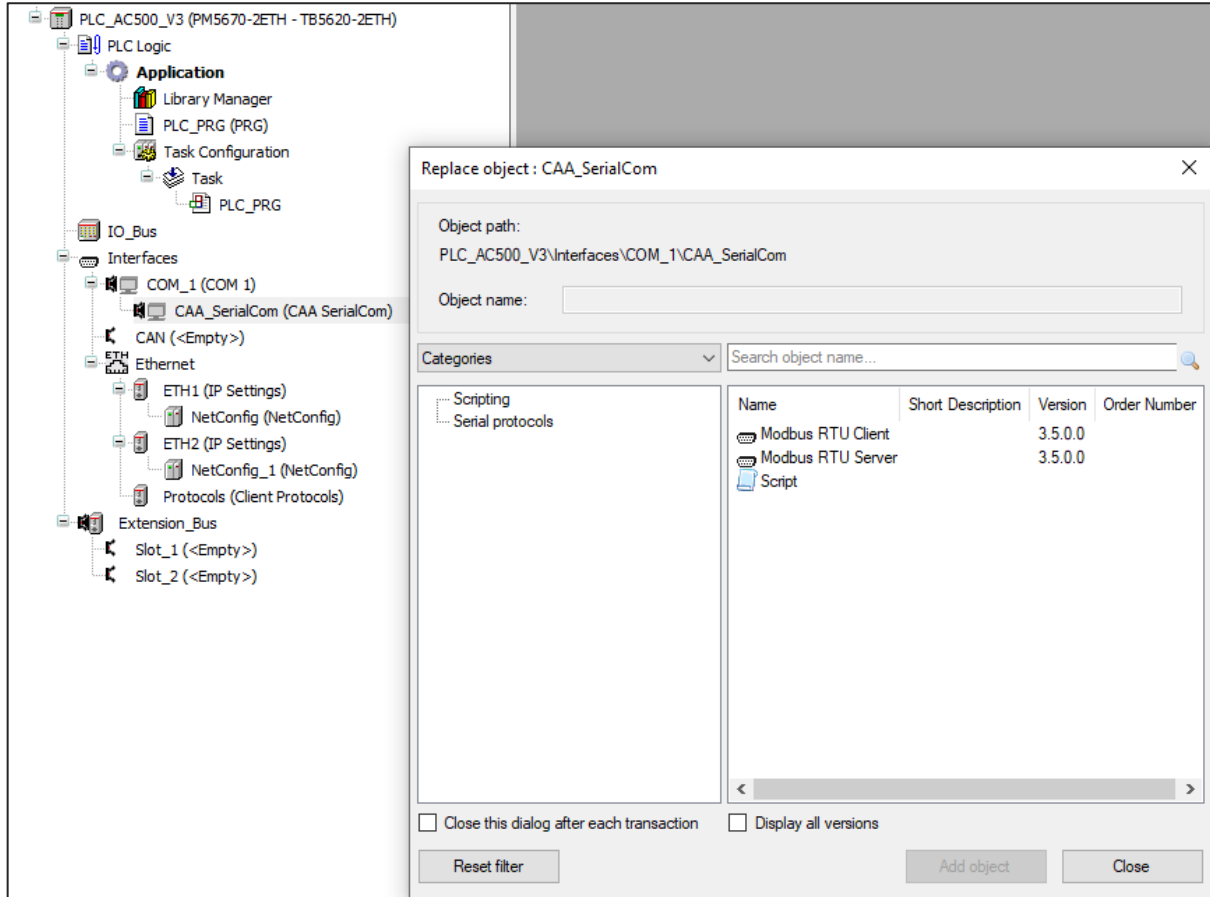 PLC_AC500_V3 (PM5670-2ETH - TB5620-2ETH)
PLC Logic
Application
Library Manager
PLC_PRG (PRG)
Task Configuration
Task
PLC_PRG
IO_Bus
Interfaces
COM_1 (COM 1)
CAA_SerialCom (CAA SerialCom)
CAN (<Empty>)
ETH Ethernet
ETH1 (IP Settings)
NetConfig (NetConfig)
ETH2 (IP Settings)
NetConfig_1 (NetConfig)
Protocols (Client Protocols)
Extension_Bus
Slot_1 (<Empty>)
Slot_2 (<Empty>)
Replace object : CAA_SerialCom
Object path:
PLC_AC500_V3\Interfaces\COM_1\CAA_SerialCom
Object name:
Categories
Search object name...
Scripting
Serial protocols
Name Short Description Version Order Number
Modbus RTU Client 3.5.0.0
Modbus RTU Server 3.5.0.0
Script
Close this dialog after each transaction
Display all versions
Reset filter
Add object
Close